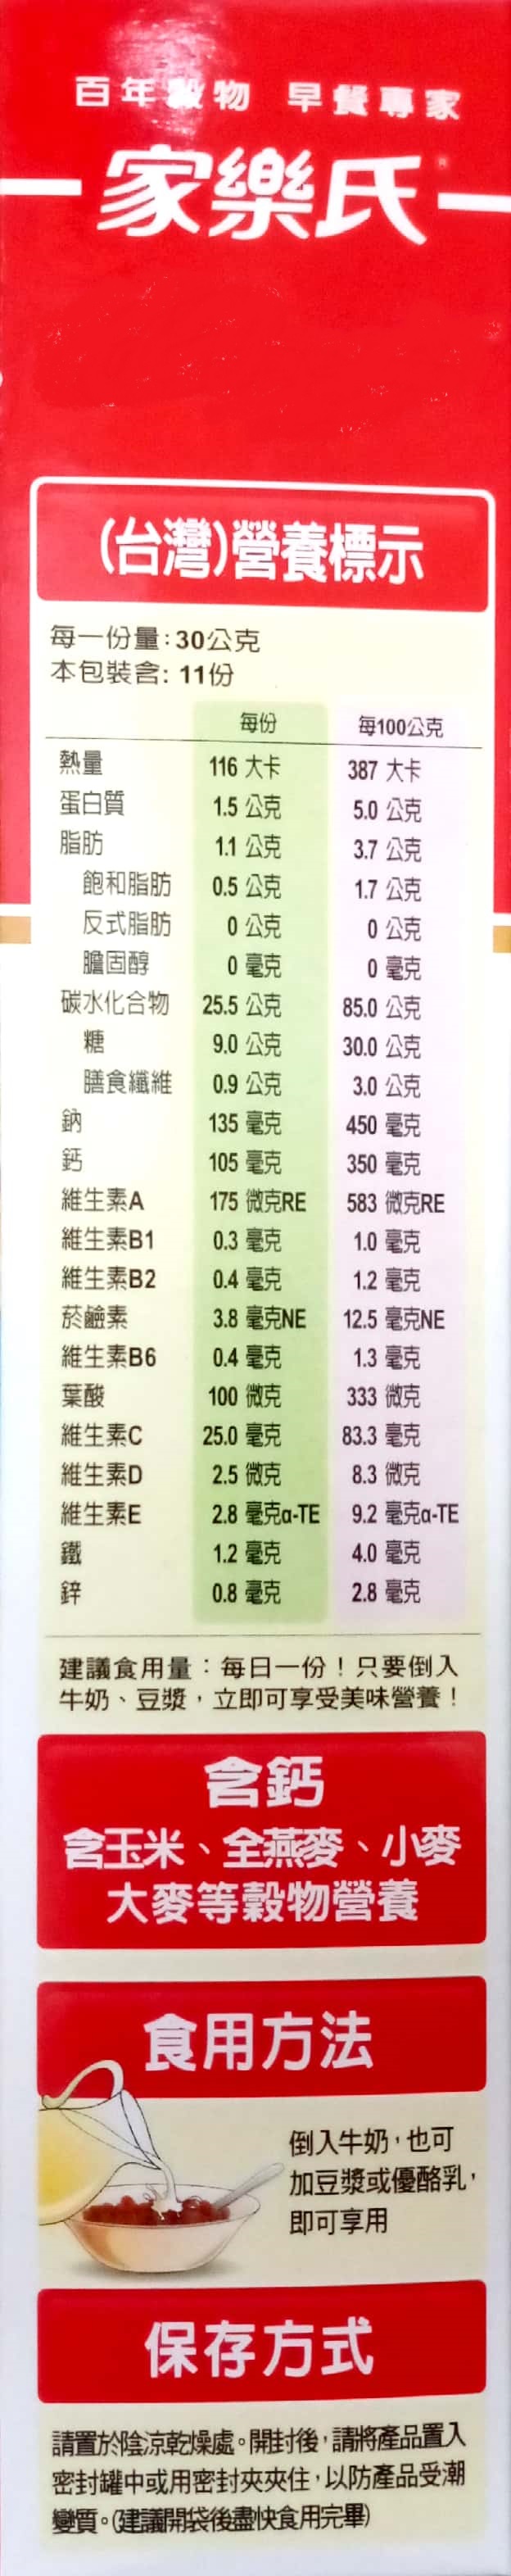 百年穀物 早餐專家
家樂氏
(台灣)營養標示
每一份量:30公克
本包裝含: 11份
每份 每100公克
熱量 116 大卡 387 大卡
蛋白質 1.5 公克 5.0 公克
脂肪 1.1 公克 3.7 公克
飽和脂肪 0.5 公克 1.7 公克
反式脂肪 0 公克 0 公克
膽固醇 0 毫克 0 毫克
碳水化合物 25.5 公克 85.0 公克
糖 9.0 公克 30.0 公克
膳食纖維 0.9 公克 3.0 公克
鈉 135 毫克 450 毫克
鈣 105 毫克 350 毫克
維生素A 175 微克RE 583 微克RE
維生素B1 0.3 毫克 1.0 毫克
維生素B2 0.4 毫克 1.2 毫克
菸鹼素 3.8 毫克NE 12.5 毫克NE
維生素B6 0.4 毫克 1.3 毫克
葉酸 100 微克 333 微克
維生素C 25.0 毫克 83.3 毫克
維生素D 2.5 微克 8.3 微克
維生素E 2.8 毫克α-TE 9.2 毫克α-TE
鐵 1.2 毫克 4.0 毫克
鋅 0.8 毫克 2.8 毫克
建議食用量：每日一份！只要倒入
牛奶、豆漿，立即可享受美味營養！
含鈣
含玉米、全燕麥、小麥
大麥等穀物營養
食用方法
倒入牛奶，也可
加豆漿或優酪乳，
即可享用
保存方式
請置於陰涼乾燥處。開封後，請將產品置入
密封罐中或用密封夾夾住，以防產品受潮
變質。(建議開袋後盡快食用完畢)